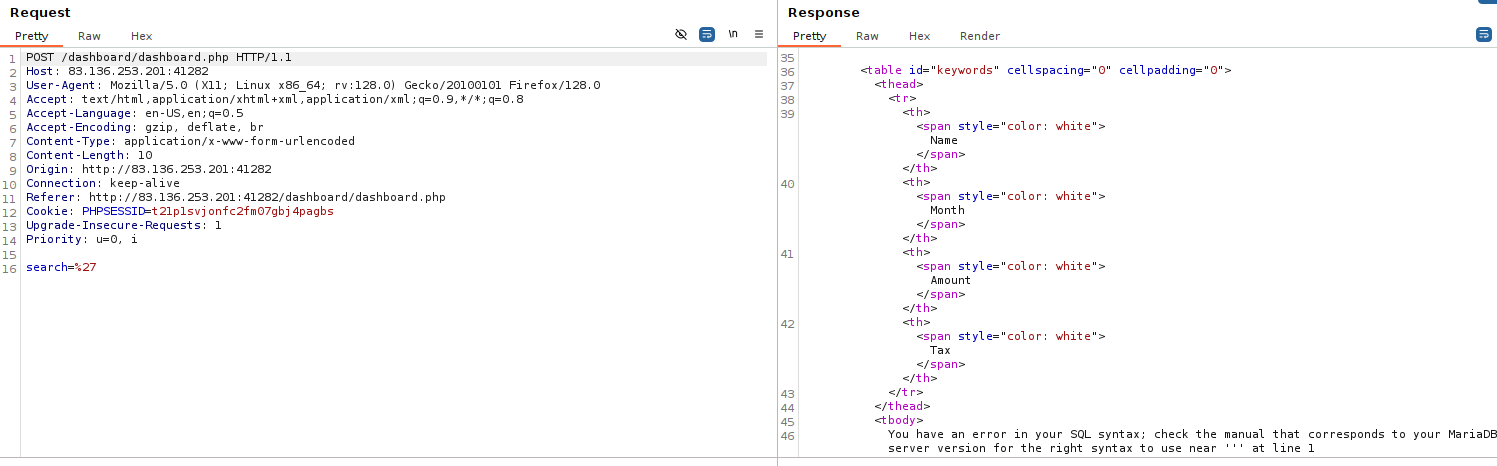 Request
Pretty Raw Hex \n
1 POST /dashboard/dashboard.php HTTP/1.1
2 Host: 83.136.253.201:41282
3 User-Agent: Mozilla/5.0 (X11; Linux x86_64; rv:128.0) Gecko/20100101 Firefox/128.0
4 Accept: text/html,application/xhtml+xml,application/xml;q=0.9,*/*;q=0.8
5 Accept-Language: en-US,en;q=0.5
6 Accept-Encoding: gzip, deflate, br
7 Content-Type: application/x-www-form-urlencoded
8 Content-Length: 10
9 Origin: http://83.136.253.201:41282
10 Connection: keep-alive
11 Referer: http://83.136.253.201:41282/dashboard/dashboard.php
12 Cookie: PHPSESSID=t21p1svjonfc2fm07gbj4pagbs
13 Upgrade-Insecure-Requests: 1
14 Priority: u=0, i
15
16 search=%27
Response
Pretty Raw Hex Render
35
36 <table id="keywords" cellspacing="0" cellpadding="0">
37 <thead>
38 <tr>
39 <th>
<span style="color: white">
Name
</span>
</th>
40 <th>
<span style="color: white">
Month
</span>
</th>
41 <th>
<span style="color: white">
Amount
</span>
</th>
42 <th>
<span style="color: white">
Tax
</span>
</th>
43 </tr>
44 </thead>
45 <tbody>
46 You have an error in your SQL syntax; check the manual that corresponds to your MariaDB
server version for the right syntax to use near ''' at line 1